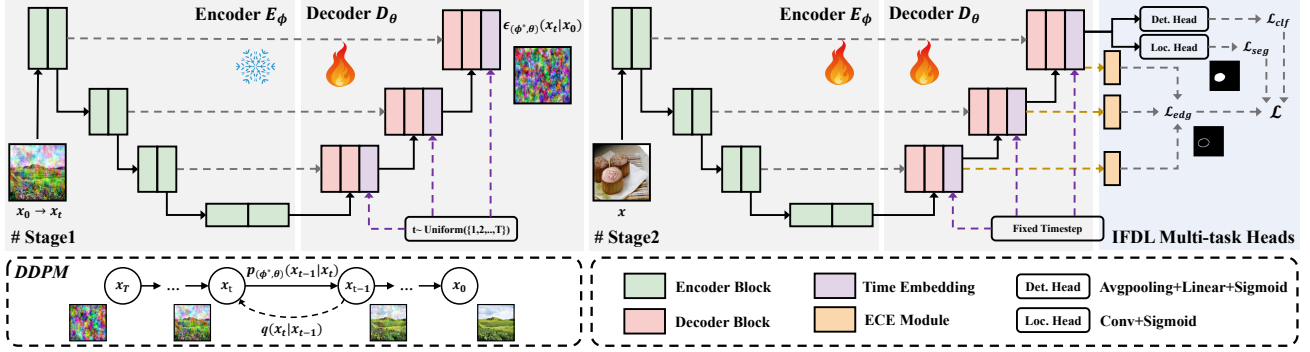 Encoder E_ϕ
Decoder D_θ
ϵ_(ϕ*,θ)(x_t|x_0)
x_0 → x_t
t~ Uniform({1,2,..,T})
# Stage1
Encoder E_ϕ
Decoder D_θ
Det. Head
ℒ_clf
Loc. Head
ℒ_seg
ℒ_edg
ℒ
x
Fixed Timestep
# Stage2
IFDL Multi-task Heads
DDPM
p_(ϕ*,θ)(x_t-1|x_t)
x_T
...
x_t
x_t-1
...
x_0
q(x_t|x_t-1)
Encoder Block
Time Embedding
Det. Head
Avgpooling+Linear+Sigmoid
Decoder Block
ECE Module
Loc. Head
Conv+Sigmoid